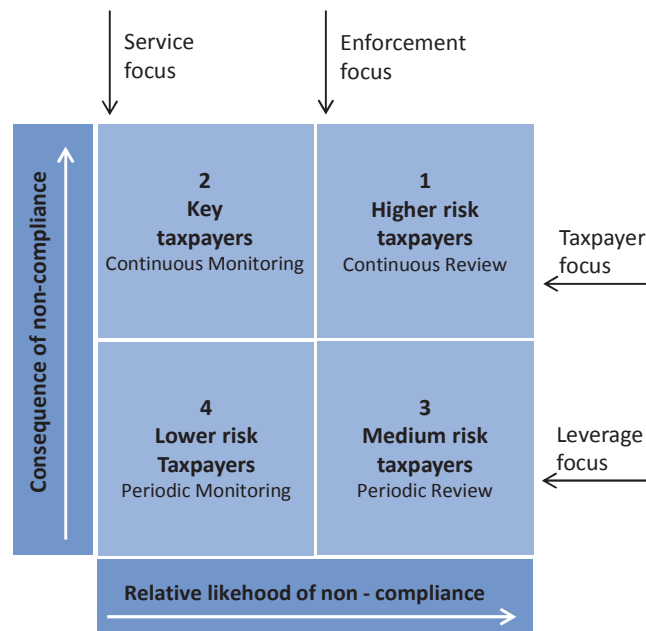 Service
focus
Enforcement
focus
Consequence of non-compliance
2
Key
taxpayers
Continuous Monitoring
1
Higher risk
taxpayers
Continuous Review
Taxpayer
focus
4
Lower risk
Taxpayers
Periodic Monitoring
3
Medium risk
taxpayers
Periodic Review
Leverage
focus
Relative likehood of non - compliance